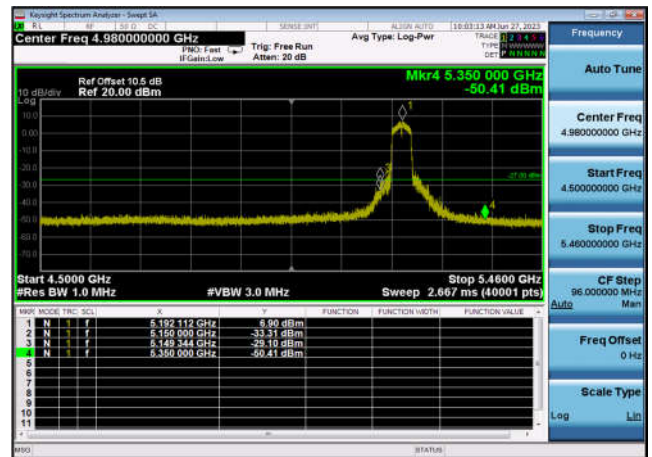 Keysight Spectrum Analyzer - Swept SA
RL RF 50 Ω DC SENSE:INT ALIGN AUTO 10:03:13 AM Jun 27, 2023
Center Freq 4.980000000 GHz
PNO: Fast
IFGain:Low
Trig: Free Run
Atten: 20 dB
Avg Type: Log-Pwr
TRACE 1 2 3 4 5 6
TYPE M W W W W W
DET P N N N N N
Ref Offset 10.5 dB
Ref 20.00 dBm
10 dB/div
Log
Mkr4 5.350 000 GHz
-50.41 dBm
10.0
0.00
-10.0
-20.0
-30.0
-40.0
-50.0
-60.0
-70.0
1
4
-27.00 dBm
Start 4.5000 GHz
Stop 5.4600 GHz
#Res BW 1.0 MHz
#VBW 3.0 MHz
Sweep 2.667 ms (40001 pts)
MKR MODE TRC SCL X Y FUNCTION FUNCTION WIDTH FUNCTION VALUE
1 N 1 f 5.192 112 GHz 6.90 dBm
2 N 1 f 5.150 000 GHz -33.31 dBm
3 N 1 f 5.149 344 GHz -29.10 dBm
4 N 1 f 5.350 000 GHz -50.41 dBm
5
6
7
8
9
10
11
MSG
STATUS
Frequency
Auto Tune
Center Freq
4.980000000 GHz
Start Freq
4.500000000 GHz
Stop Freq
5.460000000 GHz
CF Step
96.000000 MHz
Auto Man
Freq Offset
0 Hz
Scale Type
Log Lin